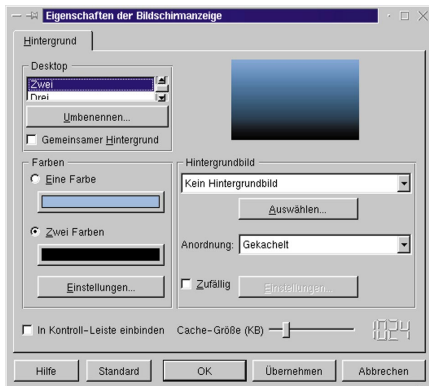 Eigenschaften der Bildschirmanzeige
Hintergrund
Desktop
Zwei
Drei
Umbenennen...
Gemeinsamer Hintergrund
Farben
Eine Farbe
Zwei Farben
Einstellungen...
Hintergrundbild
Kein Hintergrundbild
Auswählen...
Anordnung: Gekachelt
Zufällig Einstellungen...
In Kontroll-Leiste einbinden Cache-Größe (KB) 1024
Hilfe Standard OK Übernehmen Abbrechen